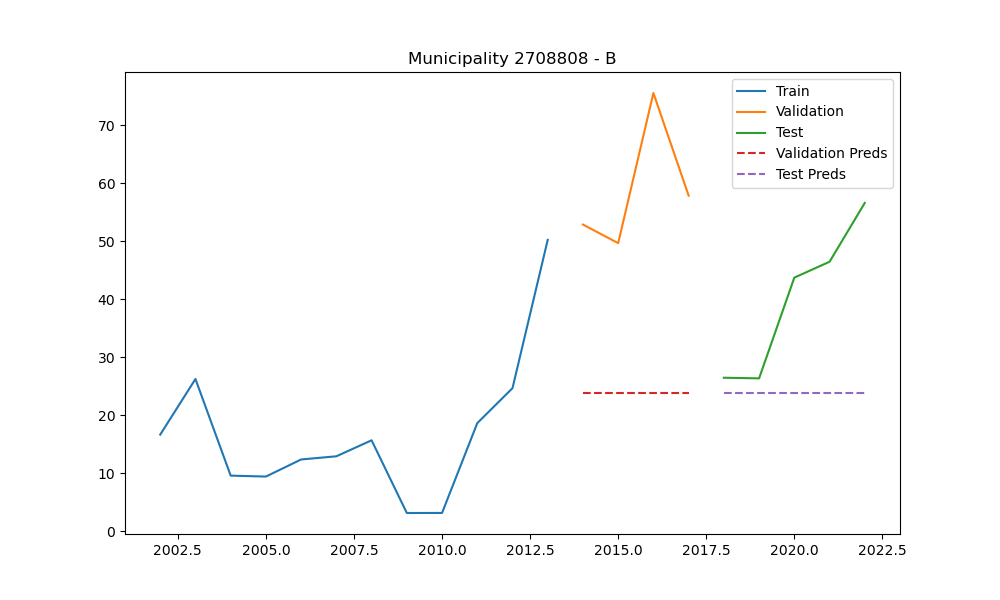 Municipality 2708808 - B
Train
Validation
Test
Validation Preds
Test Preds
70
60
50
40
30
20
10
0
2002.5 2005.0 2007.5 2010.0 2012.5 2015.0 2017.5 2020.0 2022.5